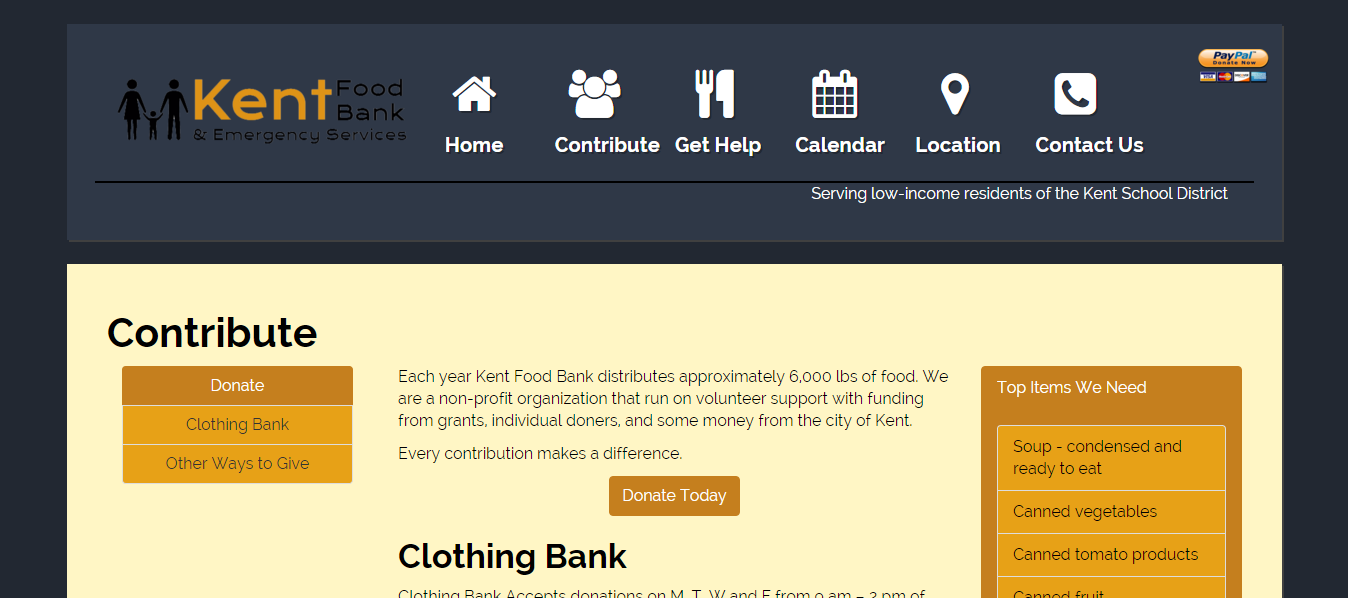 PayPal
Donate Now
Kent Food
Bank
& Emergency Services
Home
Contribute
Get Help
Calendar
Location
Contact Us
Serving low-income residents of the Kent School District
Contribute
Donate
Clothing Bank
Other Ways to Give
Each year Kent Food Bank distributes approximately 6,000 lbs of food. We
are a non-profit organization that run on volunteer support with funding
from grants, individual doners, and some money from the city of Kent.
Every contribution makes a difference.
Donate Today
Clothing Bank
Clothing Bank Accepts donations on M, T, W and F from 9 am – 2 pm of
Top Items We Need
Soup - condensed and
ready to eat
Canned vegetables
Canned tomato products
Canned fruit